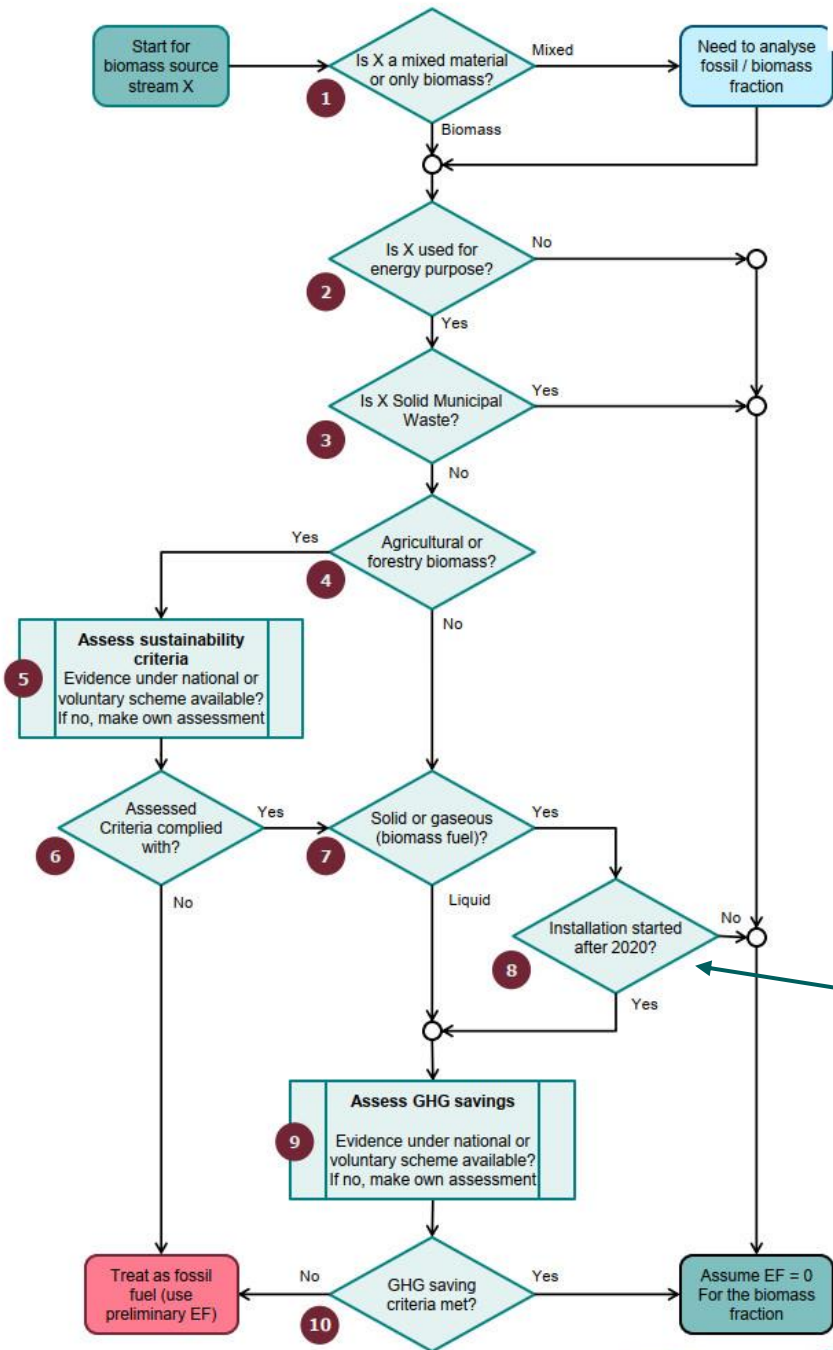 Start for
biomass source
stream X
Is X a mixed material
or only biomass?
Mixed
Need to analyse
fossil / biomass
fraction
1
Biomass
Is X used for
energy purpose?
No
2
Yes
Is X Solid Municipal
Waste?
Yes
3
No
Yes
Agricultural or
forestry biomass?
4
No
Assess sustainability
criteria
Evidence under national or
voluntary scheme available?
If no, make own assessment
5
Assessed
Criteria complied
with?
Yes
6
No
Solid or gaseous
(biomass fuel)?
Yes
7
Liquid
Installation started
after 2020?
No
8
Yes
Assess GHG savings
Evidence under national or
voluntary scheme available?
If no, make own assessment
9
Treat as fossil
fuel (use
preliminary EF)
No
GHG saving
criteria met?
Yes
10
Assume EF = 0
For the biomass
fraction